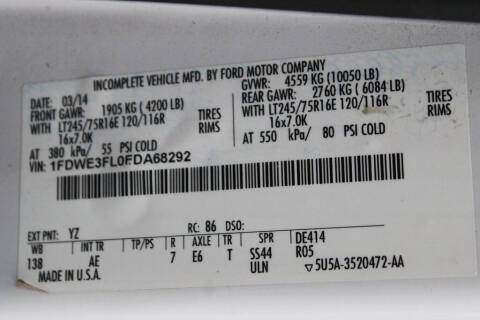 INCOMPLETE VEHICLE MFD. BY FORD MOTOR COMPANY
DATE: 03/14 GVWR: 4559 KG (10050 LB)
FRONT GAWR: 1905 KG (4200 LB) REAR GAWR: 2760 KG (6084 LB)
WITH LT245/75R16E 120/116R TIRES WITH LT245/75R16E 120/116R TIRES
16x7.0K RIMS 16x7.0K RIMS
AT 380 kPa/ 55 PSI COLD AT 550 kPa/ 80 PSI COLD
VIN: 1FDWE3FL0FDA68292
EXT PNT: YZ RC: 86 DSO:
WB INT TR TP/PS R AXLE TR SPR DE414
138 AE 7 E6 T SS44 R05
MADE IN U.S.A. ULN ▽5U5A-3520472-AA